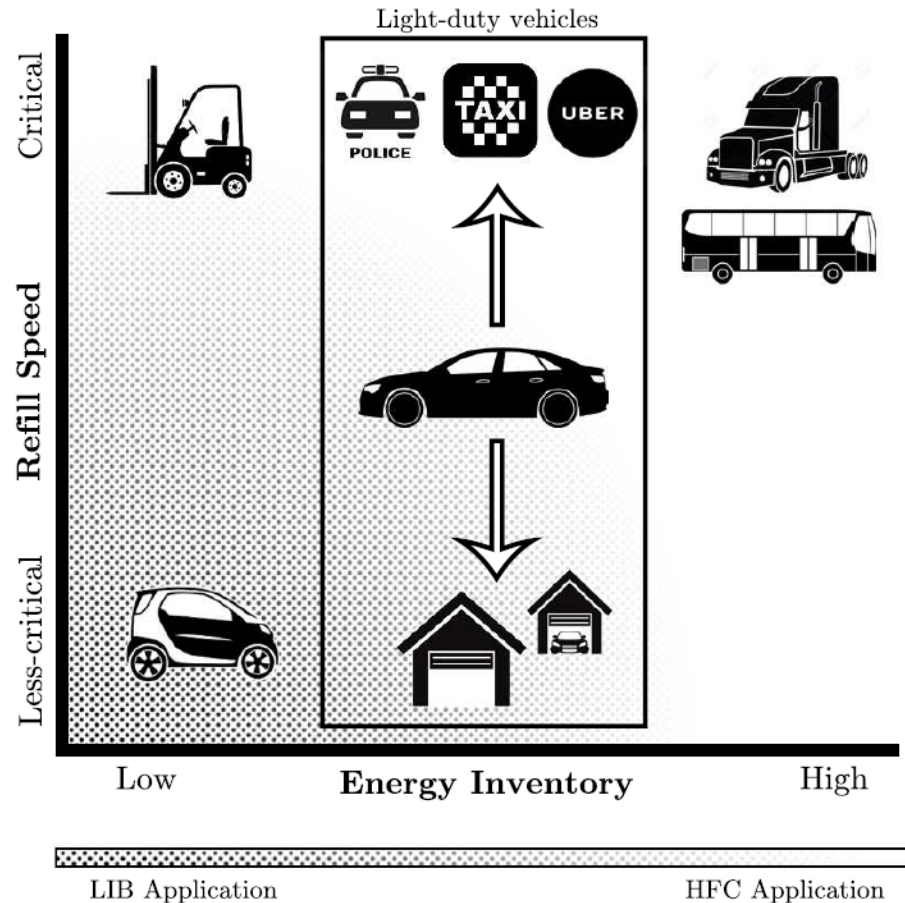 Light-duty vehicles
Critical
POLICE
TAXI
UBER
Refill Speed
Less-critical
Low
Energy Inventory
High
LIB Application
HFC Application